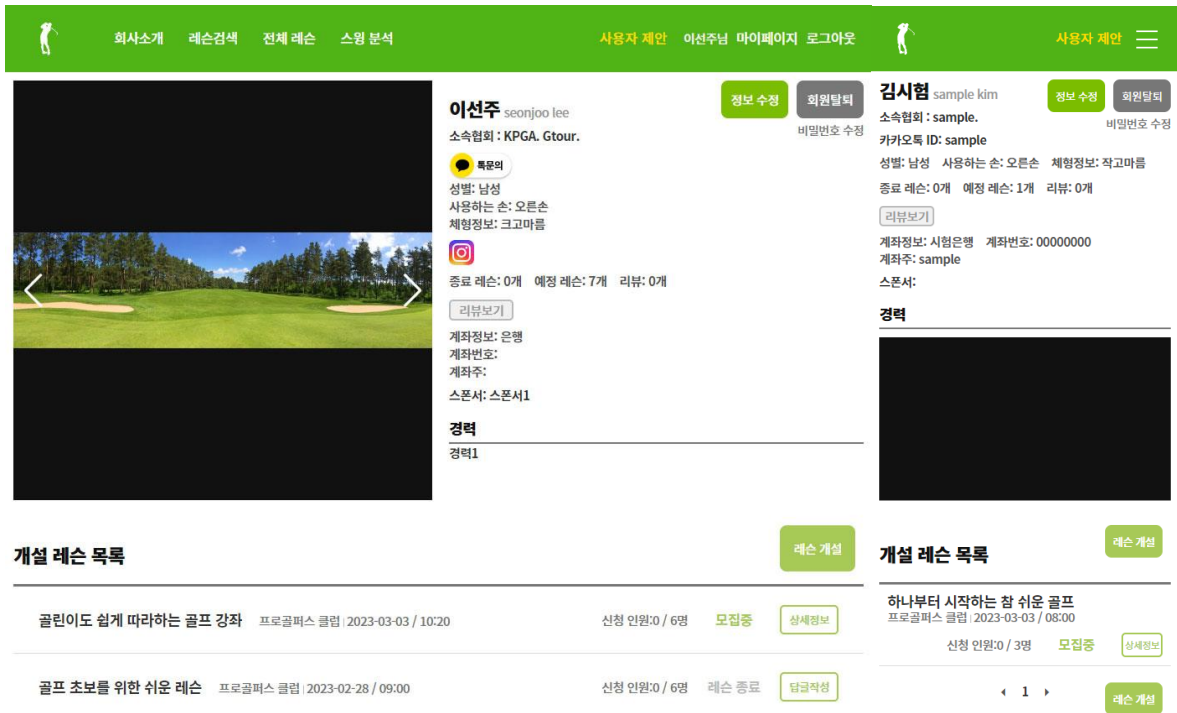 회사소개 레슨검색 전체 레슨 스윙 분석 사용자 제안 이선주님 마이페이지 로그아웃
이선주 seonjoo lee 정보 수정 회원탈퇴
소속협회 : KPGA. Gtour. 비밀번호 수정
톡문의
성별: 남성
사용하는 손: 오른손
체형정보: 크고마름
종료 레슨: 0개 예정 레슨: 7개 리뷰: 0개
리뷰보기
계좌정보: 은행
계좌번호:
계좌주:
스폰서: 스폰서1
경력
경력1
개설 레슨 목록 레슨 개설
골린이도 쉽게 따라하는 골프 강좌 프로골퍼스 클럽 | 2023-03-03 / 10:20 신청 인원:0 / 6명 모집중 상세정보
골프 초보를 위한 쉬운 레슨 프로골퍼스 클럽 | 2023-02-28 / 09:00 신청 인원:0 / 6명 레슨 종료 답글작성
사용자 제안
김시험 sample kim 정보 수정 회원탈퇴
소속협회 : sample. 비밀번호 수정
카카오톡 ID: sample
성별: 남성 사용하는 손: 오른손 체형정보: 작고마름
종료 레슨: 0개 예정 레슨: 1개 리뷰: 0개
리뷰보기
계좌정보: 시험은행 계좌번호: 00000000
계좌주: sample
스폰서:
경력
개설 레슨 목록 레슨 개설
하나부터 시작하는 참 쉬운 골프
프로골퍼스 클럽 | 2023-03-03 / 08:00
신청 인원:0 / 3명 모집중 상세정보
1 레슨 개설